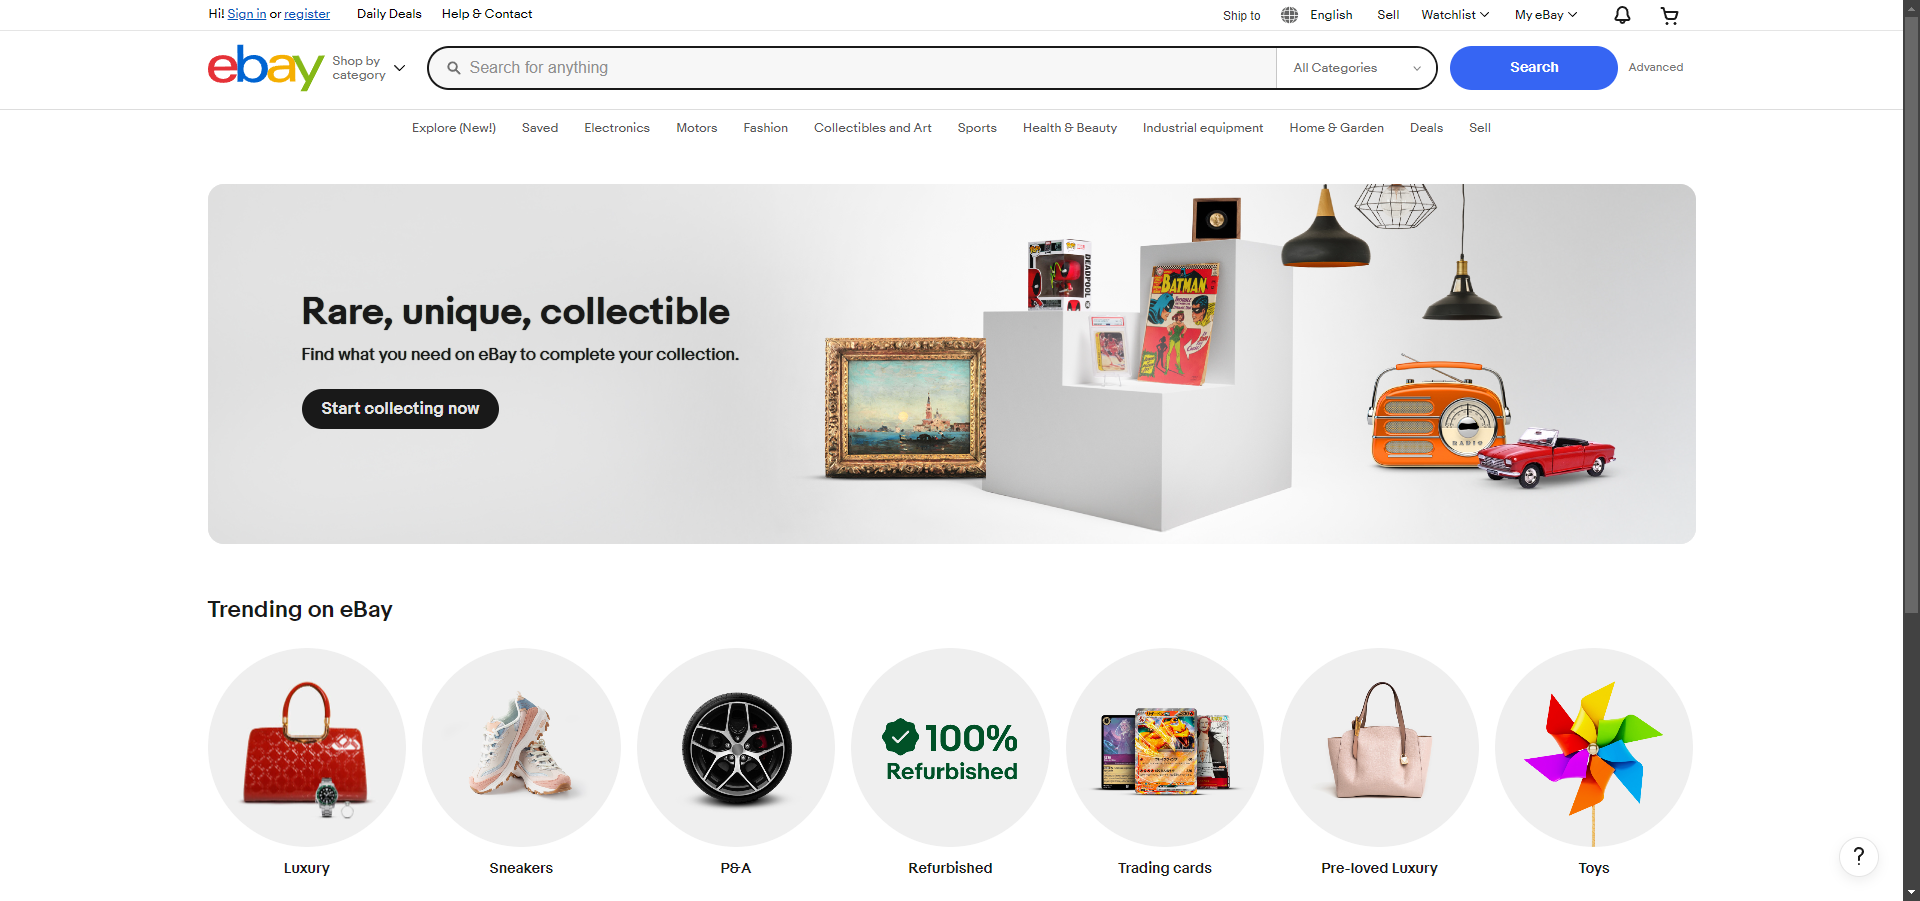 Hi! Sign in or register Daily Deals Help & Contact Ship to English Sell Watchlist My eBay
ebay Shop by category Search for anything All Categories Search Advanced
Explore (New!) Saved Electronics Motors Fashion Collectibles and Art Sports Health & Beauty Industrial equipment Home & Garden Deals Sell
Rare, unique, collectible
Find what you need on eBay to complete your collection.
Start collecting now
DEADPOOL
BATMAN
RADIO
Trending on eBay
100%
Refurbished
Luxury Sneakers P&A Refurbished Trading cards Pre-loved Luxury Toys
?